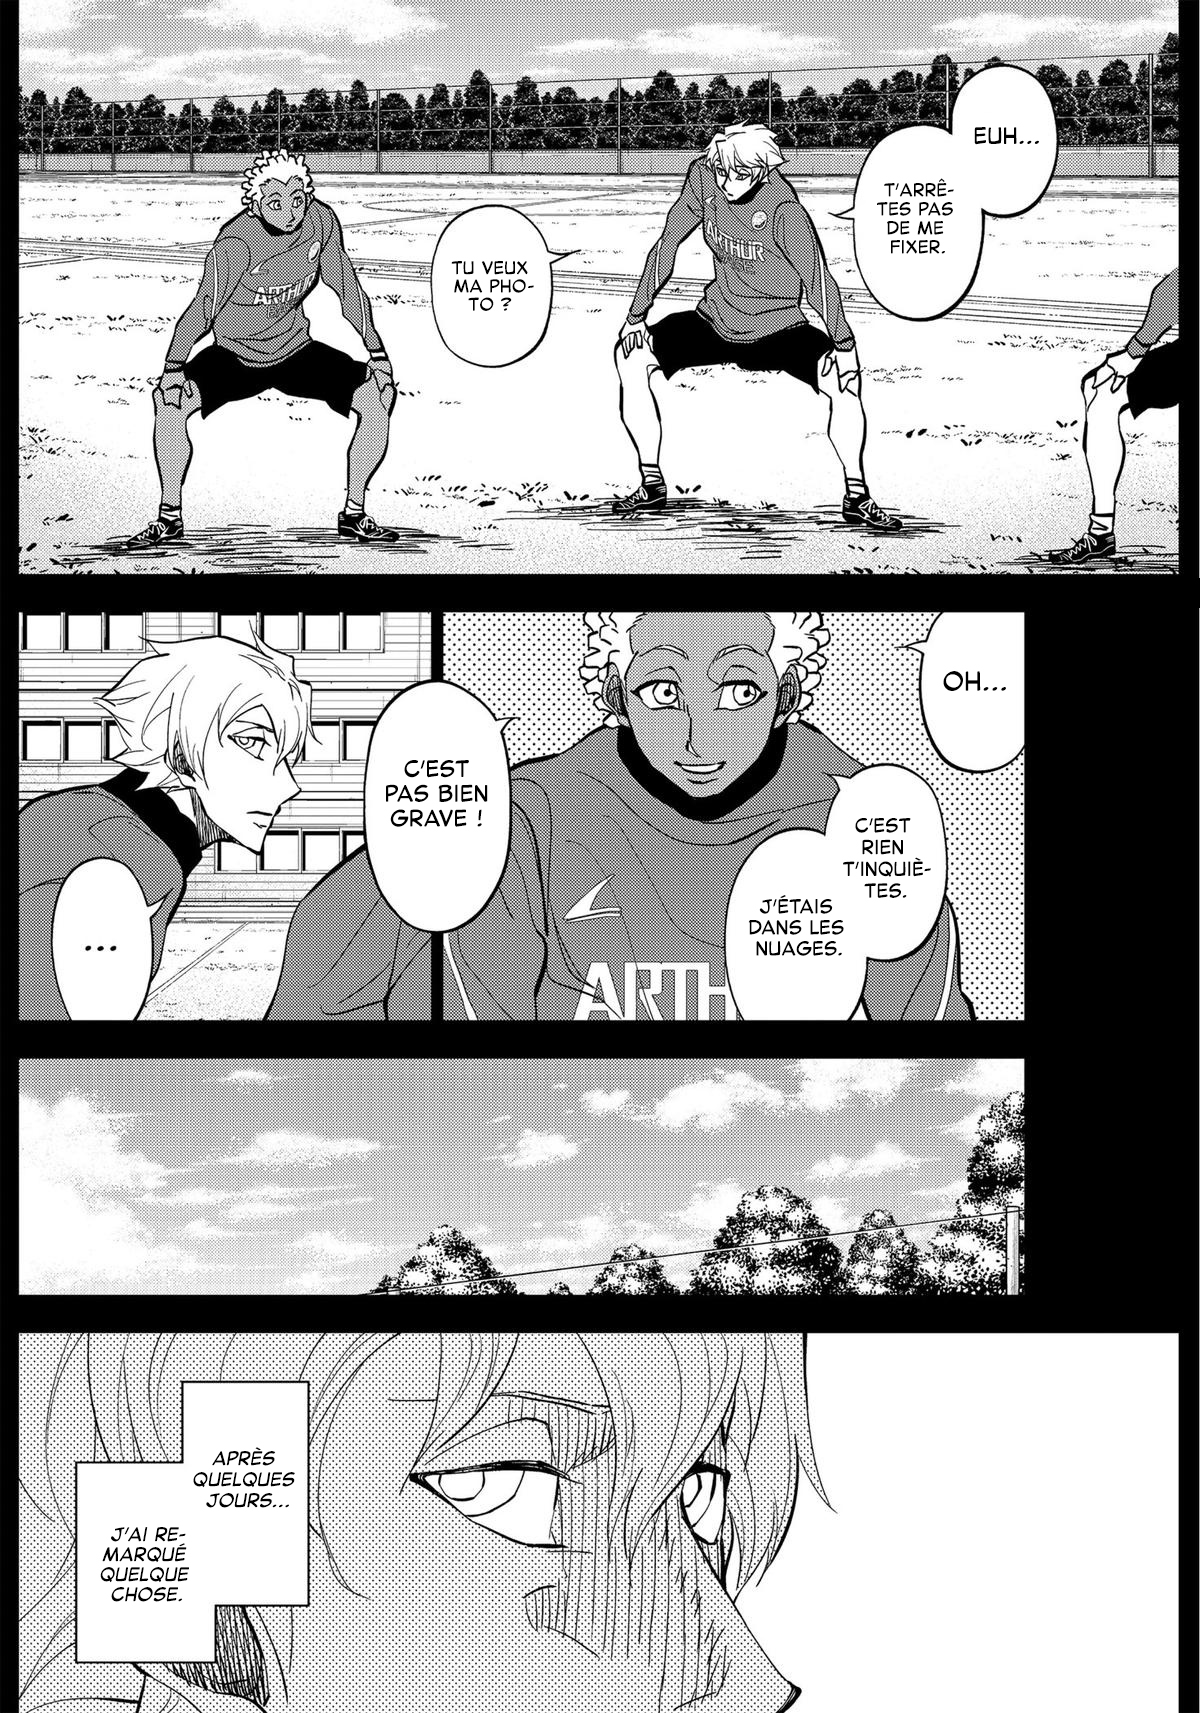 EUH...
T'ARRÊ-
TES PAS
DE ME
FIXER.
TU VEUX
MA PHO-
TO ?
ARTHUR
ARTHUR
OH...
C'EST
RIEN
T'INQUIÈ-
TES.
J'ÉTAIS
DANS LES
NUAGES.
ARTH
C'EST
PAS BIEN
GRAVE !
...
APRÈS
QUELQUES
JOURS...
J'AI RE-
MARQUÉ
QUELQUE
CHOSE.